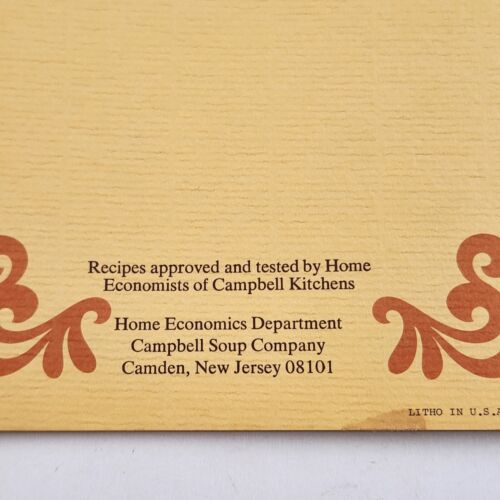 Recipes approved and tested by Home
Economists of Campbell Kitchens
Home Economics Department
Campbell Soup Company
Camden, New Jersey 08101
LITHO IN U.S.A